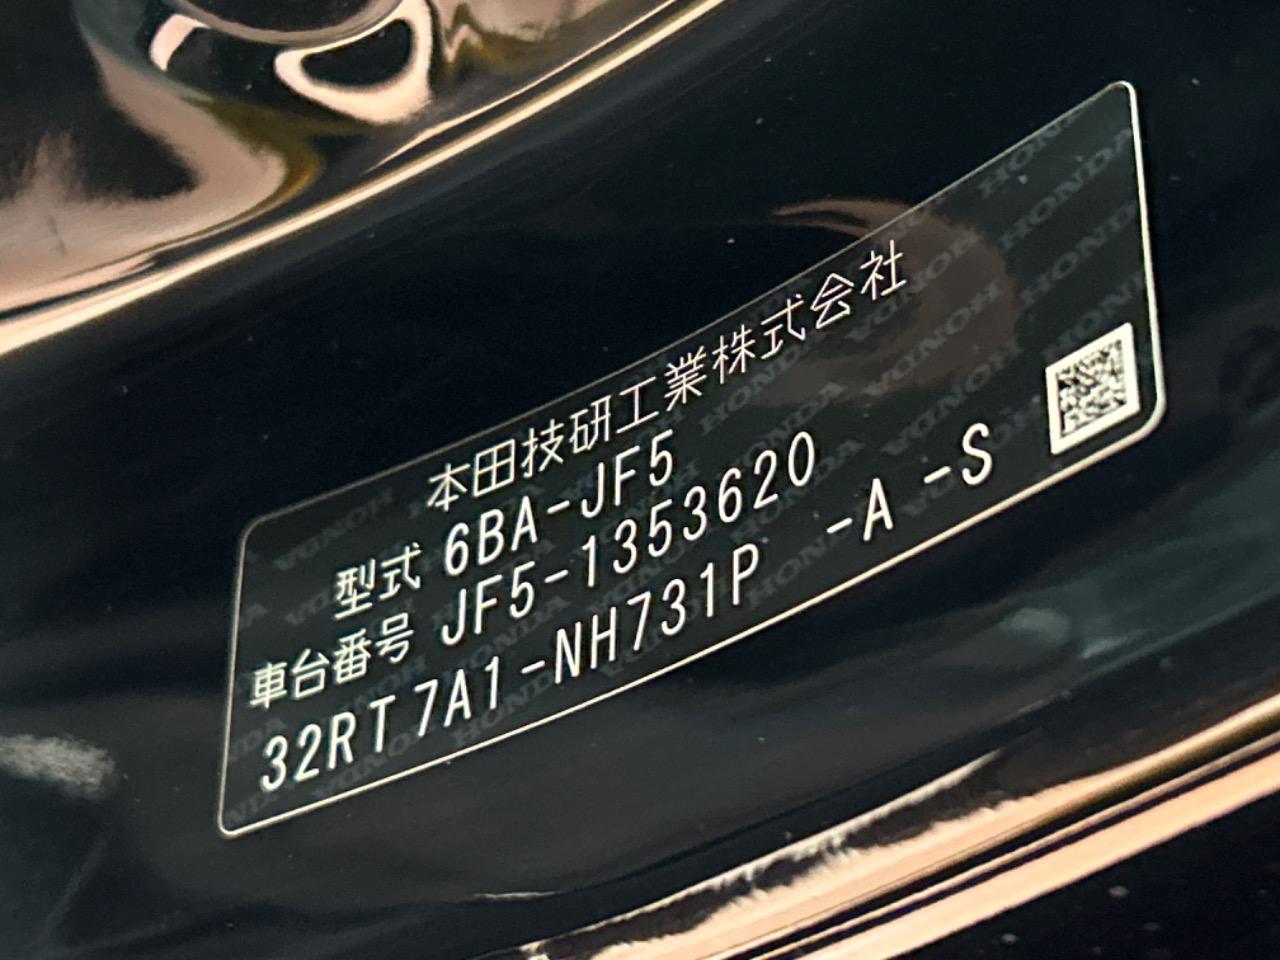 本田技研工業株式会社
型式 6BA-JF5
車台番号 JF5-1353620
32RT7A1-NH731P -A -S